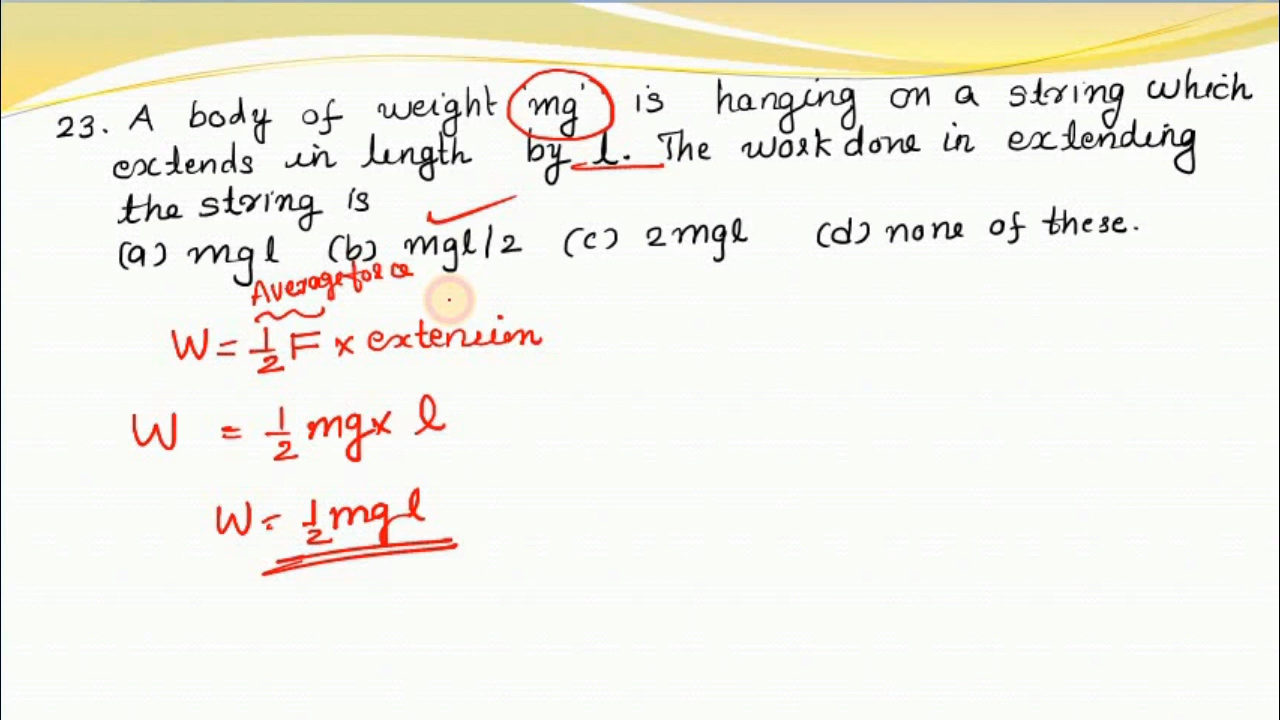 23. A body of weight 'mg' is hanging on a string which
extends in length by l. The work done in extending
the string is
(a) mgl (b) mgl/2 (c) 2mgl (d) none of these.
Average force
W = 1/2 F x extension
W = 1/2 mg x l
W = 1/2 mgl